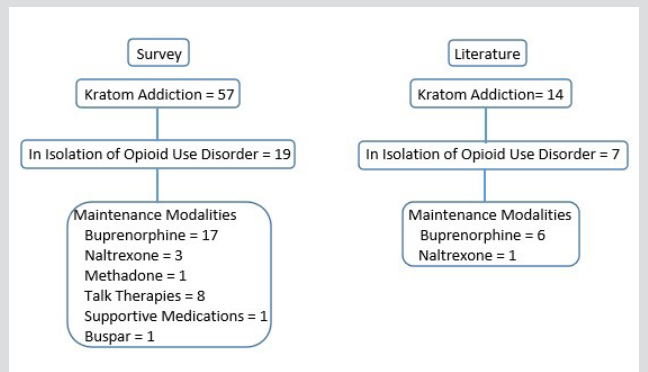 Survey
Kratom Addiction = 57
In Isolation of Opioid Use Disorder = 19
Maintenance Modalities
Buprenorphine = 17
Naltrexone = 3
Methadone = 1
Talk Therapies = 8
Supportive Medications = 1
Buspar = 1
Literature
Kratom Addiction= 14
In Isolation of Opioid Use Disorder = 7
Maintenance Modalities
Buprenorphine = 6
Naltrexone = 1